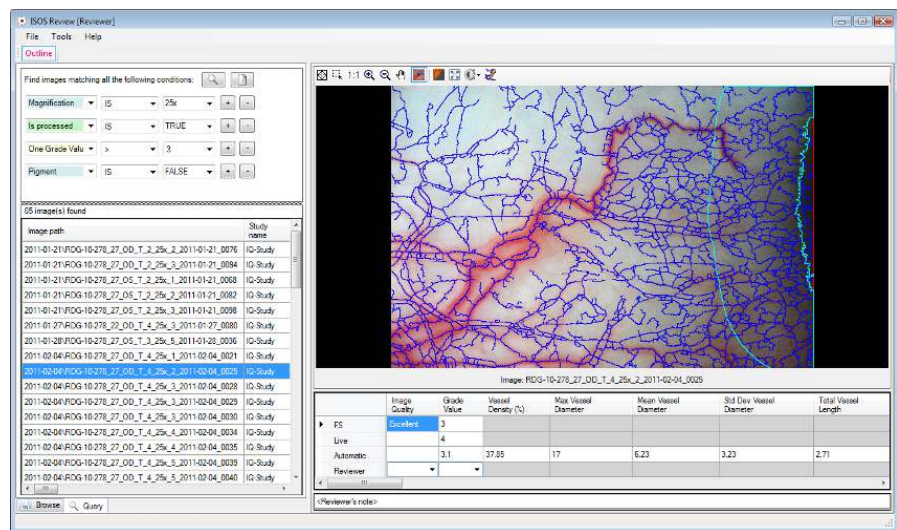 ISOS Review [Reviewer]
File Tools Help
Outline
Find images matching all the following conditions:
Magnification IS 25x + -
Is processed IS TRUE + -
One Grade Valu > 3 + -
Pigment IS FALSE + -
65 image(s) found
Image path Study name
2011-01-21\RDG-10-278_27_OD_T_2_25x_2_2011-01-21_0076 IQ-Study
2011-01-21\RDG-10-278_27_OD_T_2_25x_3_2011-01-21_0094 IQ-Study
2011-01-21\RDG-10-278_27_OS_T_2_25x_1_2011-01-21_0068 IQ-Study
2011-01-21\RDG-10-278_27_OS_T_2_25x_2_2011-01-21_0082 IQ-Study
2011-01-21\RDG-10-278_27_OS_T_2_25x_3_2011-01-21_0098 IQ-Study
2011-01-27\RDG-10-278_22_OD_T_4_25x_3_2011-01-27_0080 IQ-Study
2011-01-28\RDG-10-278_27_OS_T_3_25x_5_2011-01-28_0036 IQ-Study
2011-02-04\RDG-10-278_27_OD_T_4_25x_1_2011-02-04_0021 IQ-Study
2011-02-04\RDG-10-278_27_OD_T_4_25x_2_2011-02-04_0025 IQ-Study
2011-02-04\RDG-10-278_27_OD_T_4_25x_3_2011-02-04_0028 IQ-Study
2011-02-04\RDG-10-278_27_OD_T_4_25x_3_2011-02-04_0029 IQ-Study
2011-02-04\RDG-10-278_27_OD_T_4_25x_3_2011-02-04_0030 IQ-Study
2011-02-04\RDG-10-278_27_OD_T_4_25x_4_2011-02-04_0034 IQ-Study
2011-02-04\RDG-10-278_27_OD_T_4_25x_4_2011-02-04_0035 IQ-Study
2011-02-04\RDG-10-278_27_OD_T_4_25x_5_2011-02-04_0039 IQ-Study
2011-02-04\RDG-10-278_27_OD_T_4_25x_5_2011-02-04_0040 IQ-Study
Browse Query
1:1
Image: RDG-10-278_27_OD_T_4_25x_2_2011-02-04_0025
Image Quality Grade Value Vessel Density (%) Max Vessel Diameter Mean Vessel Diameter Std Dev Vessel Diameter Total Vessel Length
FS Excellent 3
Live 4
Automatic 3.1 37.85 17 6.23 3.23 2.71
Reviewer
<Reviewer's note>